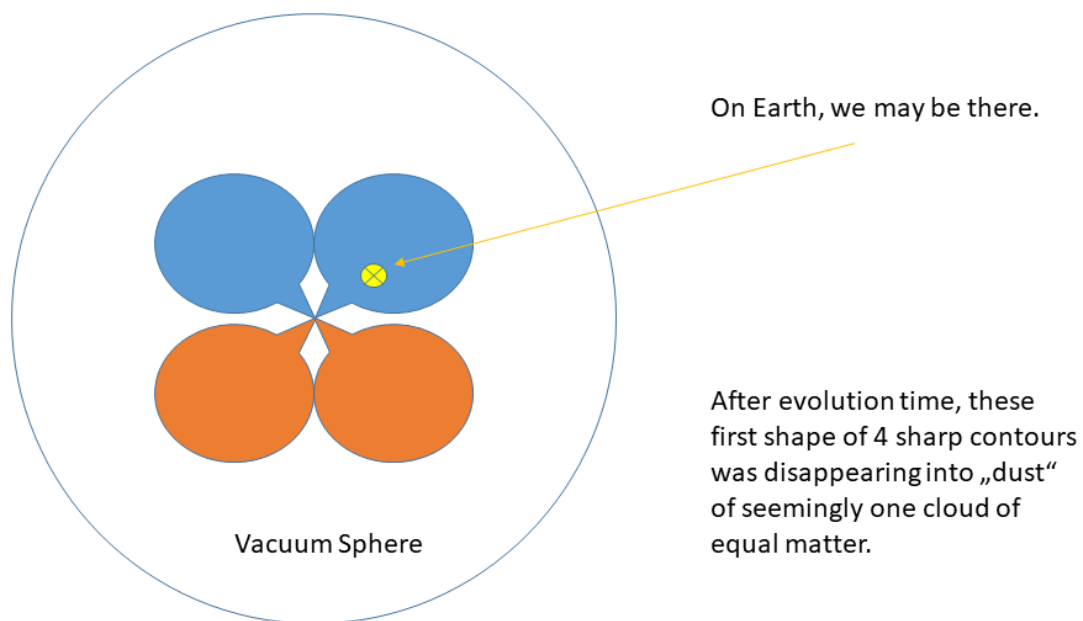 On Earth, we may be there.
After evolution time, these
first shape of 4 sharp contours
was disappearing into „dust“
of seemingly one cloud of
equal matter.
Vacuum Sphere